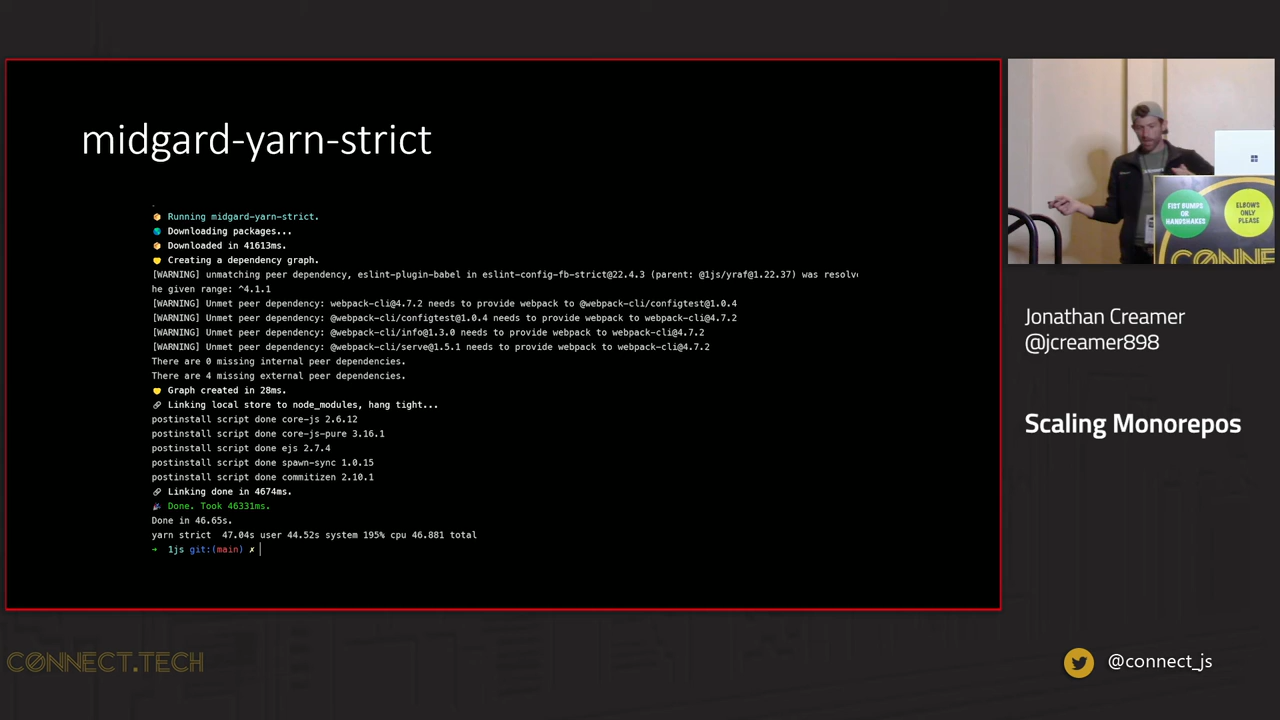 midgard-yarn-strict
Running midgard-yarn-strict.
Downloading packages...
Downloaded in 41613ms.
Creating a dependency graph.
[WARNING] unmatching peer dependency, eslint-plugin-babel in eslint-config-fb-strict@22.4.3 (parent: @1js/yraf@1.22.37) was resolv
he given range: ^4.1.1
[WARNING] Unmet peer dependency: webpack-cli@4.7.2 needs to provide webpack to @webpack-cli/configtest@1.0.4
[WARNING] Unmet peer dependency: @webpack-cli/configtest@1.0.4 needs to provide webpack to webpack-cli@4.7.2
[WARNING] Unmet peer dependency: @webpack-cli/info@1.3.0 needs to provide webpack to webpack-cli@4.7.2
[WARNING] Unmet peer dependency: @webpack-cli/serve@1.5.1 needs to provide webpack to webpack-cli@4.7.2
There are 0 missing internal peer dependencies.
There are 4 missing external peer dependencies.
Graph created in 28ms.
Linking local store to node_modules, hang tight...
postinstall script done core-js 2.6.12
postinstall script done core-js-pure 3.16.1
postinstall script done ejs 2.7.4
postinstall script done spawn-sync 1.0.15
postinstall script done commitizen 2.10.1
Linking done in 4674ms.
Done. Took 46331ms.
Done in 46.65s.
yarn strict  47.04s user 44.52s system 195% cpu 46.881 total
→ 1js git:(main) ✗
FIST BUMPS
OR
HANDSHAKES
ELBOWS
ONLY
PLEASE
CONNE
Jonathan Creamer
@jcreamer898
Scaling Monorepos
CONNECT.TECH
@connect_js